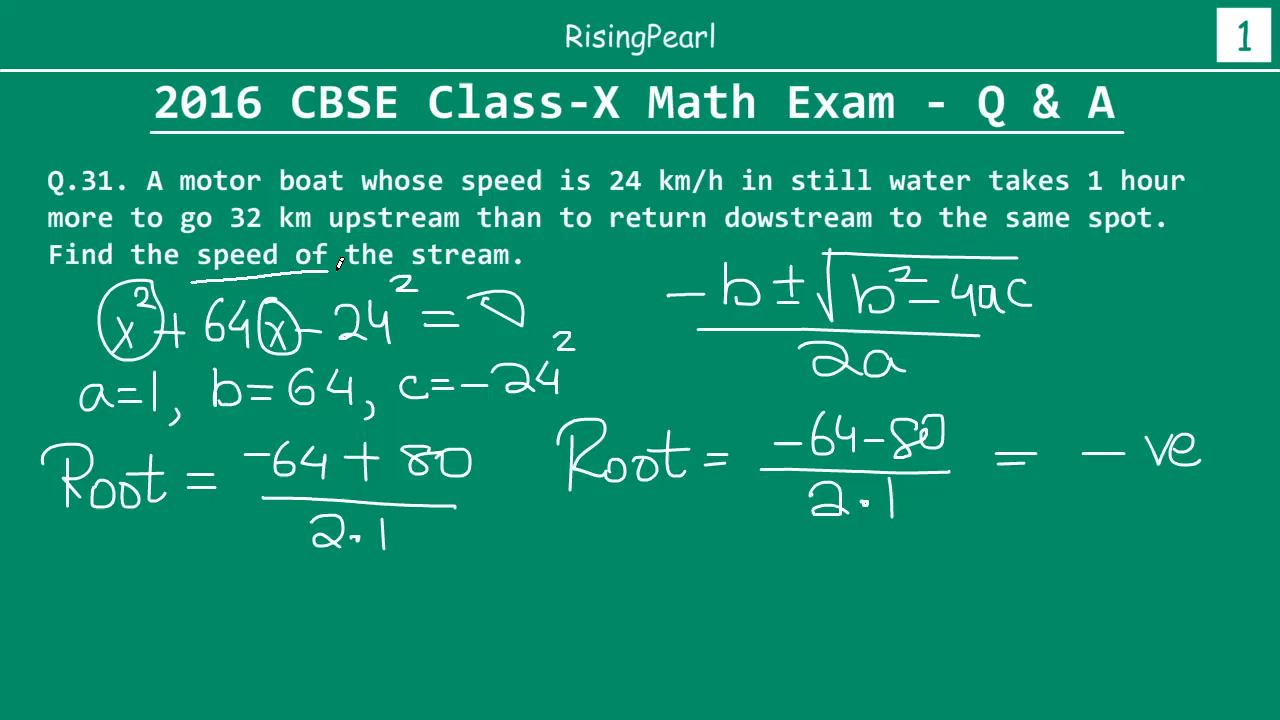 RisingPearl
1
2016 CBSE Class-X Math Exam - Q & A
Q.31. A motor boat whose speed is 24 km/h in still water takes 1 hour
more to go 32 km upstream than to return dowstream to the same spot.
Find the speed of the stream.
x² + 64x - 24² = 0
-b ± √(b² - 4ac)
2a
a=1, b=64, c=-24²
Root = -64 + 80
2·1
Root = -64-80 = -ve
2·1